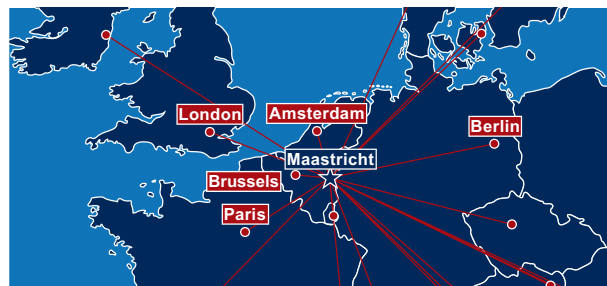 London
Amsterdam
Berlin
Maastricht
Brussels
Paris